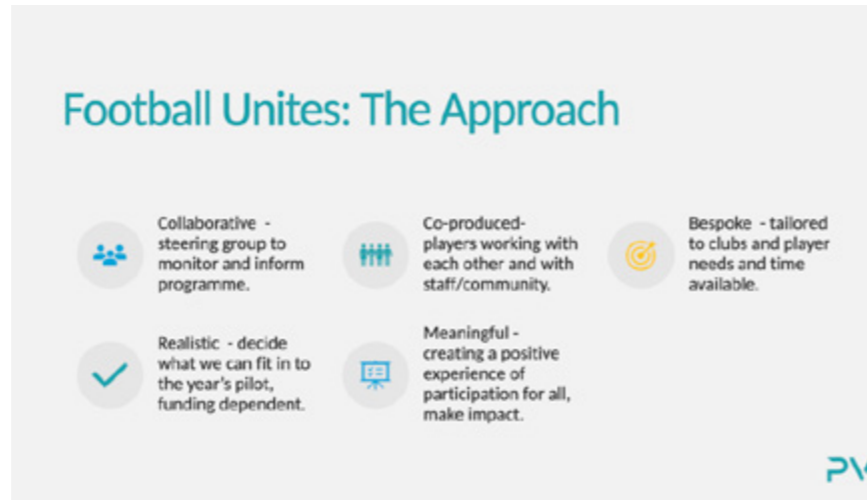 Football Unites: The Approach
Collaborative -
steering group to
monitor and inform
programme.
Co-produced-
players working with
each other and with
staff/community.
Bespoke - tailored
to clubs and player
needs and time
available.
Realistic - decide
what we can fit in to
the year's pilot,
funding dependent.
Meaningful -
creating a positive
experience of
participation for all,
make impact.